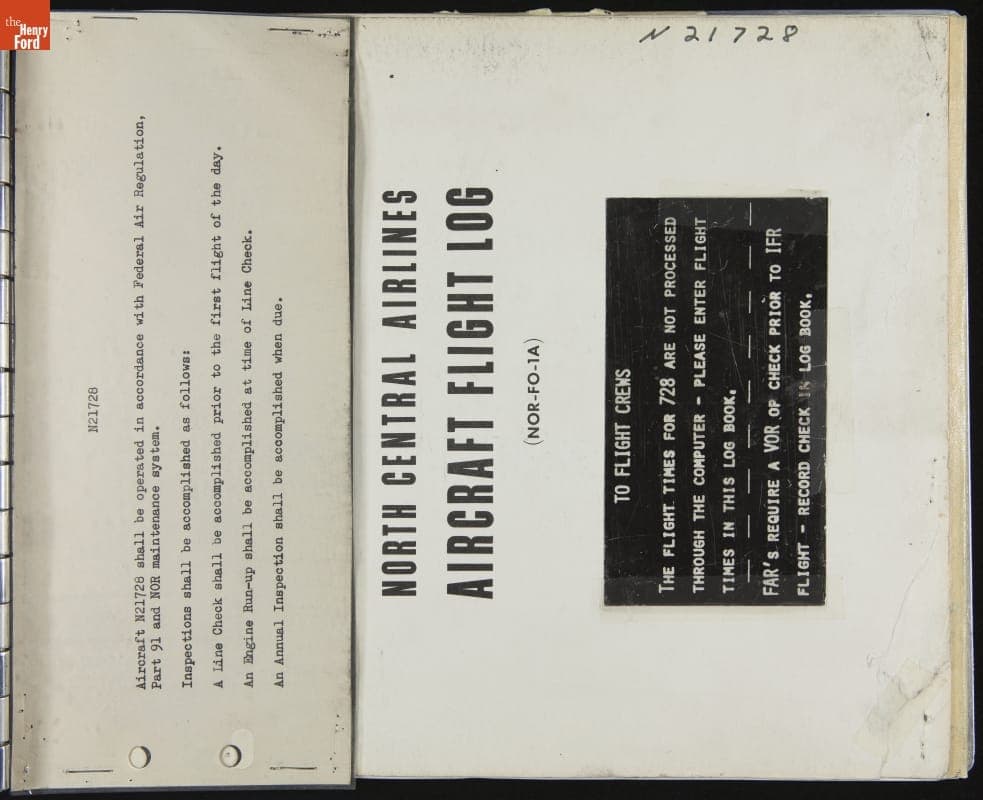 the
Henry
Ford
N 21728
N21728
Aircraft N21728 shall be operated in accordance with Federal Air Regulation,
Part 91 and NOR maintenance system.
Inspections shall be accomplished as follows:
A Line Check shall be accomplished prior to the first flight of the day.
An Engine Run-up shall be accomplished at time of Line Check.
An Annual Inspection shall be accomplished when due.
NORTH CENTRAL AIRLINES
AIRCRAFT FLIGHT LOG
(NOR-FO-1A)
TO FLIGHT CREWS
THE FLIGHT TIMES FOR 728 ARE NOT PROCESSED
THROUGH THE COMPUTER - PLEASE ENTER FLIGHT
TIMES IN THIS LOG BOOK.
FAR'S REQUIRE A VOR OP CHECK PRIOR TO IFR
FLIGHT - RECORD CHECK IN LOG BOOK.